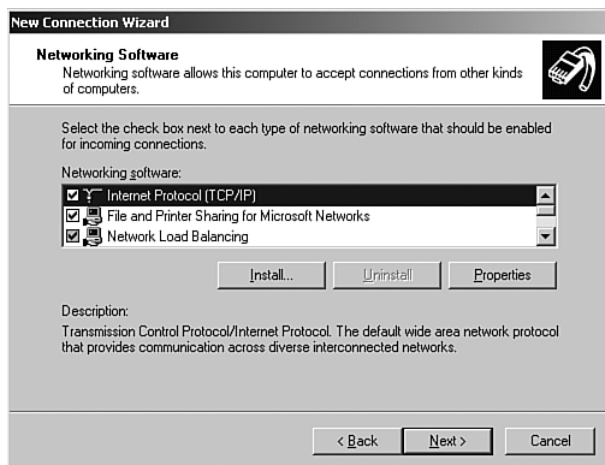 New Connection Wizard
Networking Software
Networking software allows this computer to accept connections from other kinds
of computers.
Select the check box next to each type of networking software that should be enabled
for incoming connections.
Networking software:
Internet Protocol (TCP/IP)
File and Printer Sharing for Microsoft Networks
Network Load Balancing
Install... Uninstall Properties
Description:
Transmission Control Protocol/Internet Protocol. The default wide area network protocol
that provides communication across diverse interconnected networks.
< Back Next > Cancel